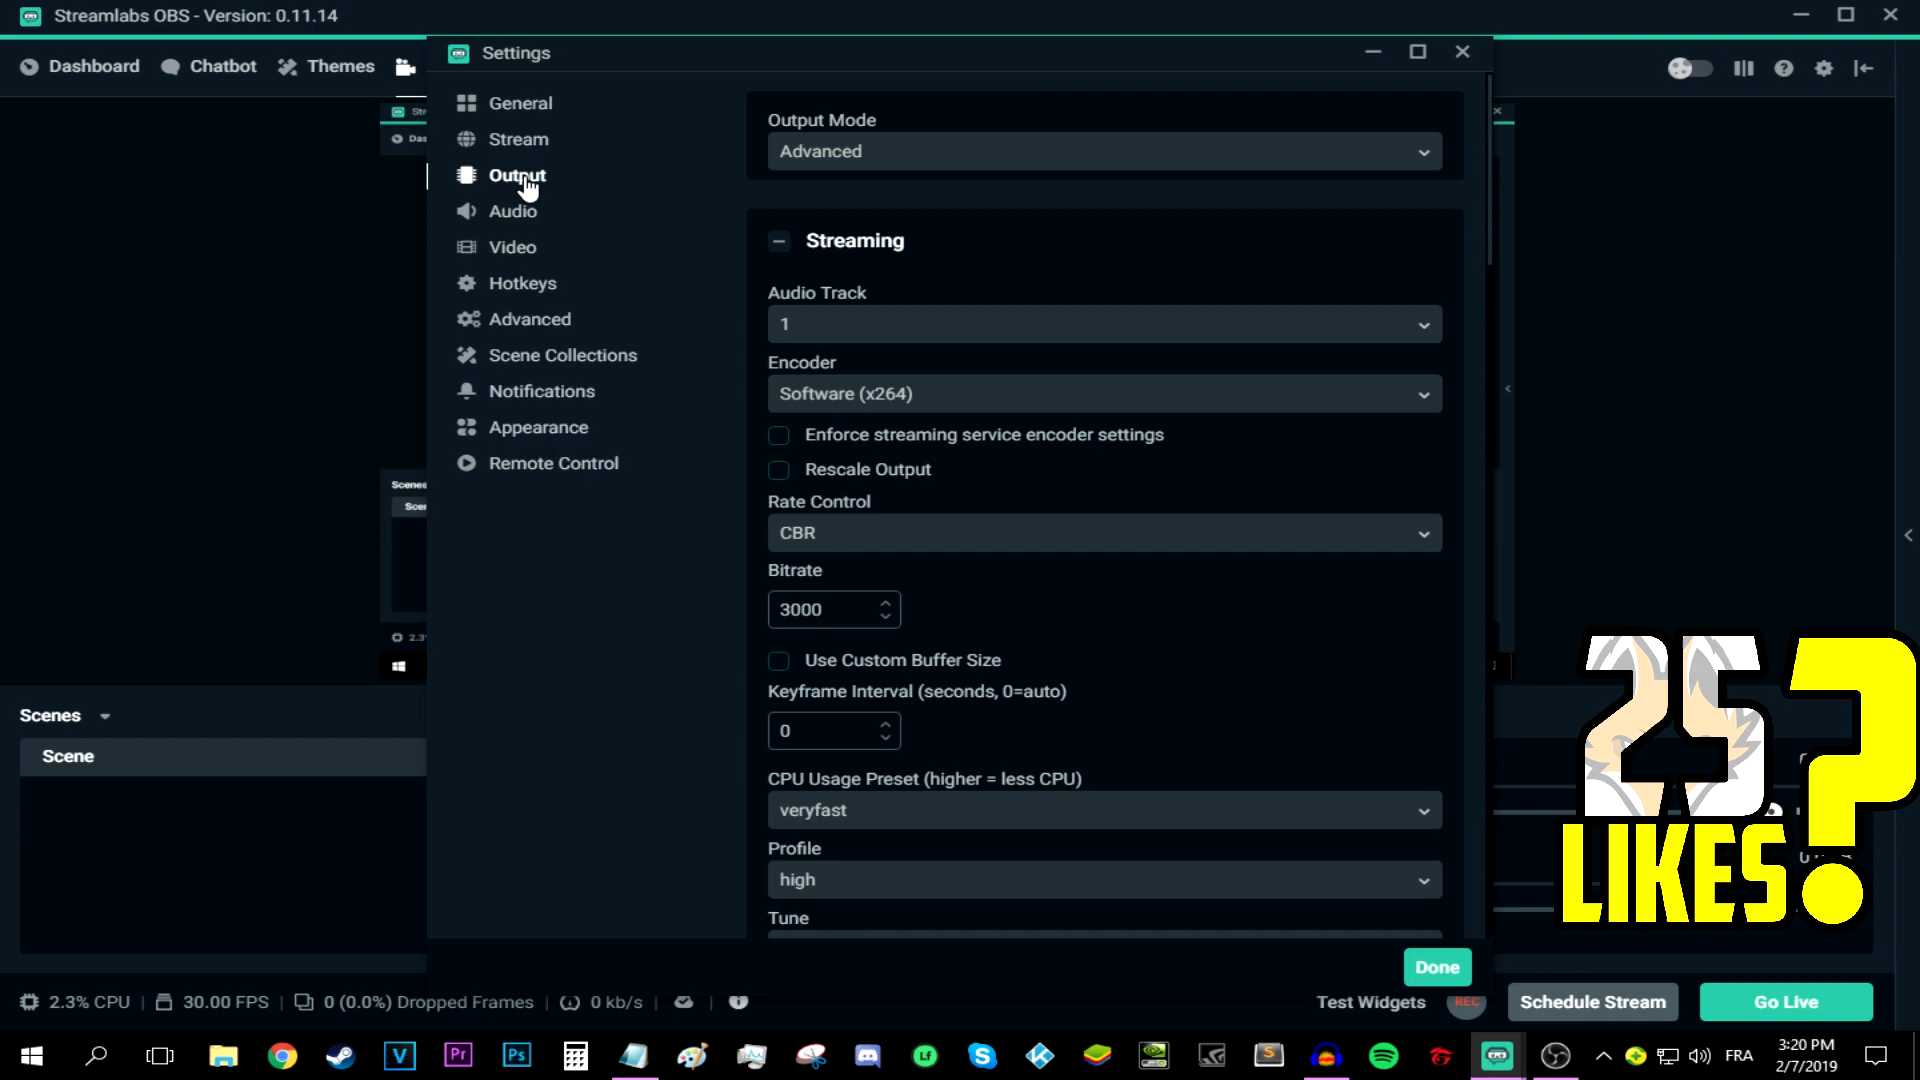 Streamlabs OBS - Version: 0.11.14
Dashboard
Chatbot
Themes
Settings
General
Stream
Output
Audio
Video
Hotkeys
Advanced
Scene Collections
Notifications
Appearance
Remote Control
Output Mode
Advanced
Streaming
Audio Track
1
Encoder
Software (x264)
Enforce streaming service encoder settings
Rescale Output
Rate Control
CBR
Bitrate
3000
Use Custom Buffer Size
Keyframe Interval (seconds, 0=auto)
0
CPU Usage Preset (higher = less CPU)
veryfast
Profile
high
Tune
Done
Scenes
Scene
25?
LIKES
2.3% CPU
30.00 FPS
0 (0.0%) Dropped Frames
0 kb/s
Test Widgets
REC
Schedule Stream
Go Live
V
Pr
Ps
Lf
S
FRA
3:20 PM
2/7/2019